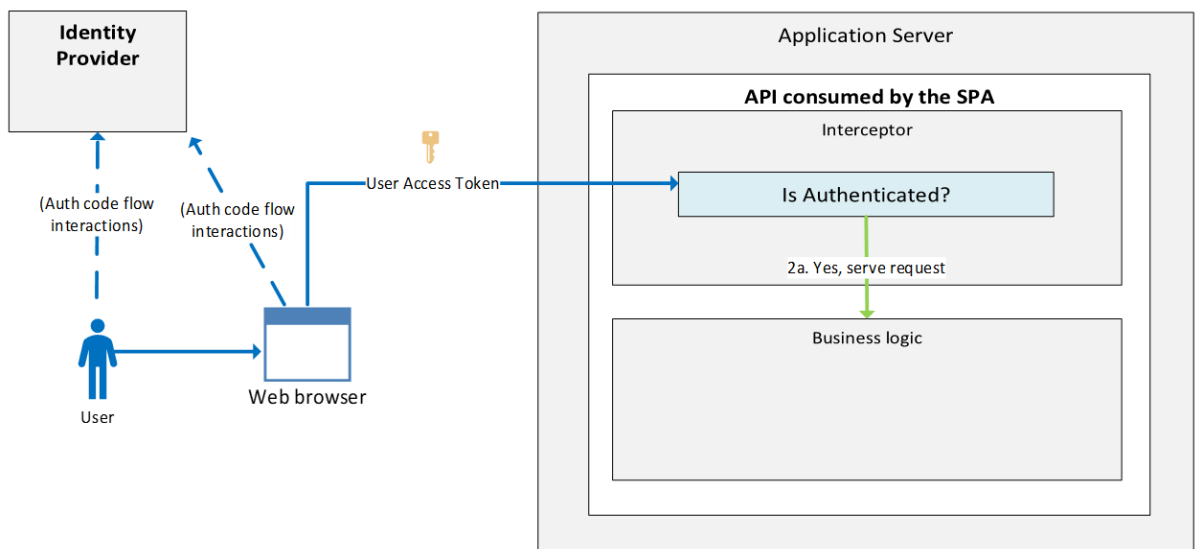 Identity
Provider
Application Server
API consumed by the SPA
Interceptor
User Access Token
Is Authenticated?
(Auth code flow
interactions)
(Auth code flow
interactions)
2a. Yes, serve request
Business logic
Web browser
User